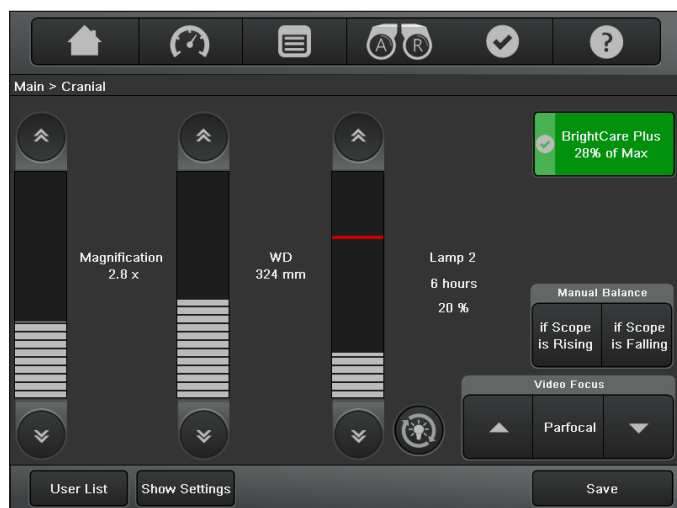 A R ?
Main > Cranial
BrightCare Plus
28% of Max
Magnification
2.8 x
WD
324 mm
Lamp 2
6 hours
20 %
Manual Balance
if Scope
is Rising
if Scope
is Falling
Video Focus
Parfocal
User List
Show Settings
Save